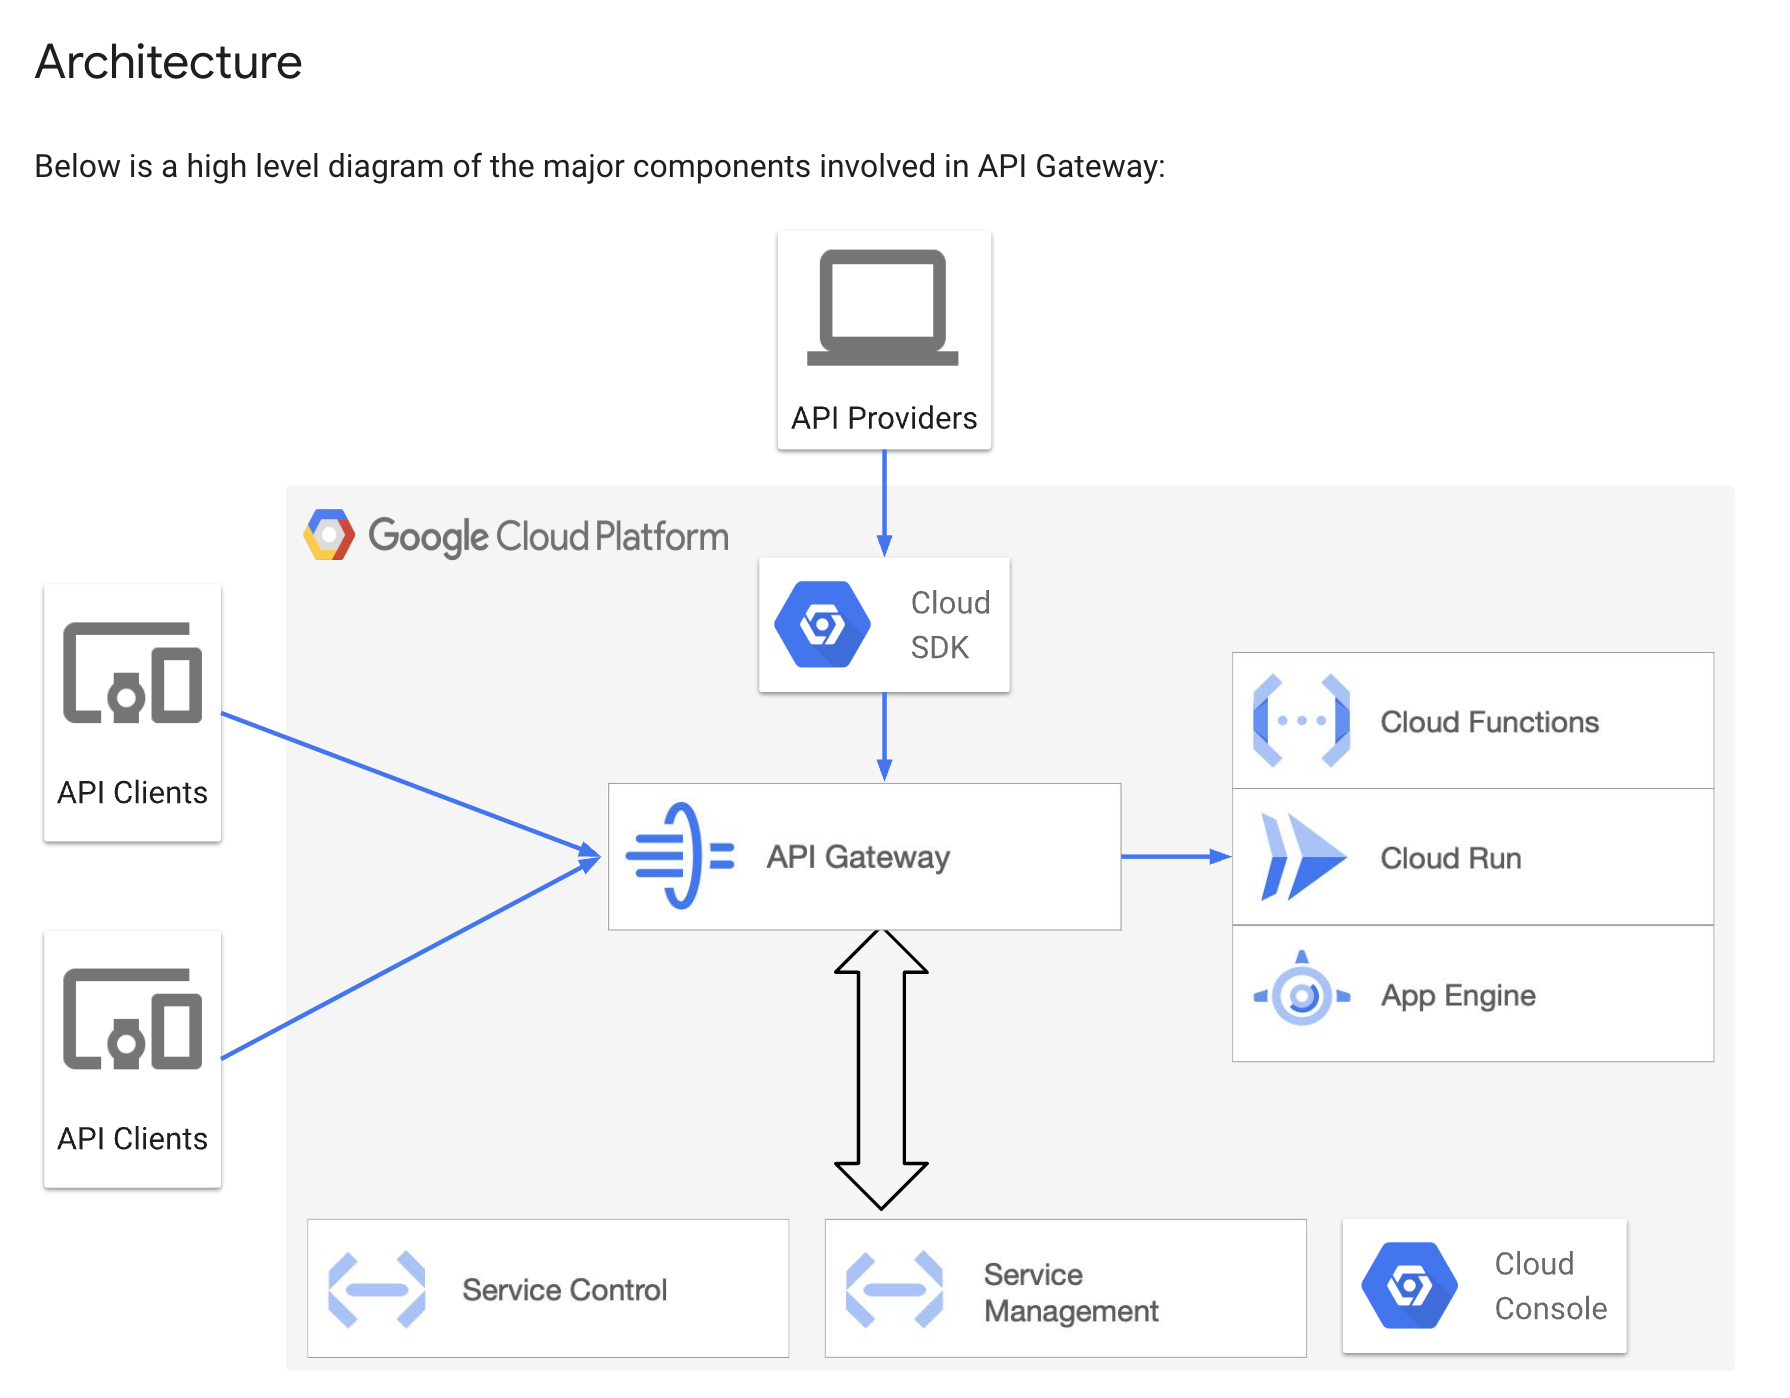 Architecture
Below is a high level diagram of the major components involved in API Gateway:
API Providers
Google Cloud Platform
Cloud
SDK
API Clients
Cloud Functions
API Gateway
Cloud Run
App Engine
API Clients
Service Control
Service
Management
Cloud
Console